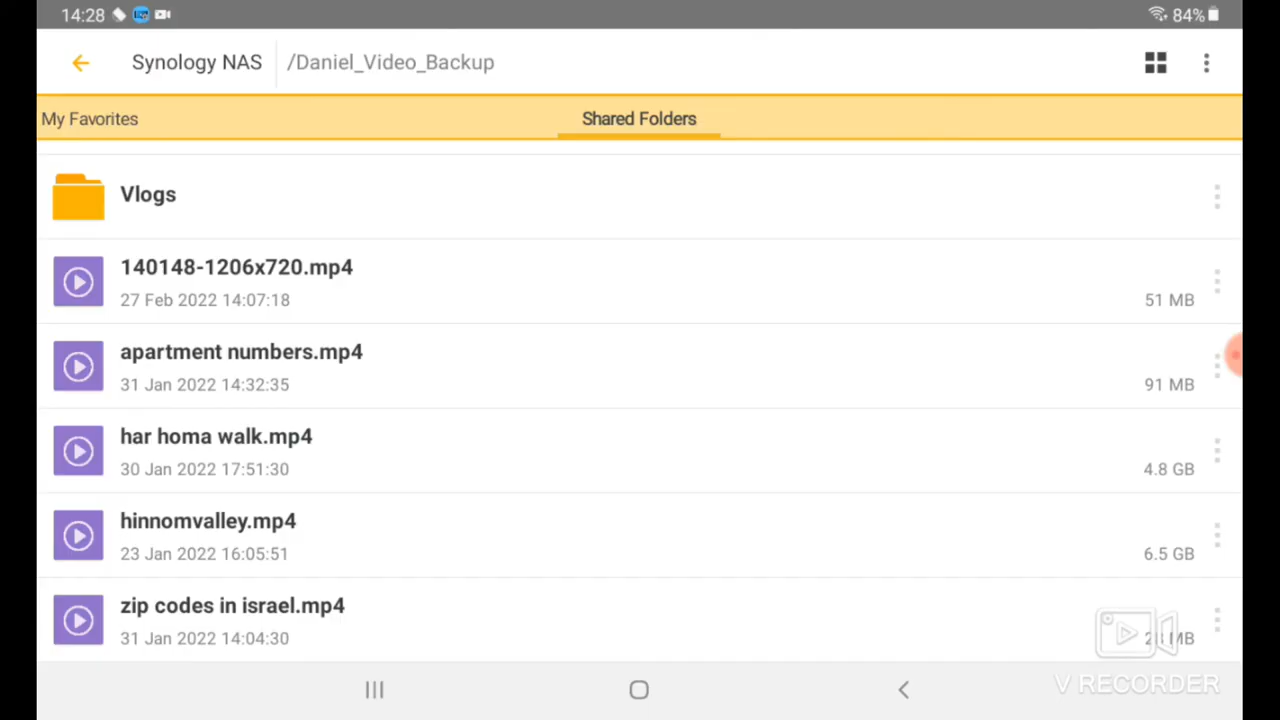 14:28
84%
Synology NAS
/Daniel_Video_Backup
My Favorites
Shared Folders
Vlogs
140148-1206x720.mp4
27 Feb 2022 14:07:18
51 MB
apartment numbers.mp4
31 Jan 2022 14:32:35
91 MB
har homa walk.mp4
30 Jan 2022 17:51:30
4.8 GB
hinnomvalley.mp4
23 Jan 2022 16:05:51
6.5 GB
zip codes in israel.mp4
31 Jan 2022 14:04:30
MB
V RECORDER